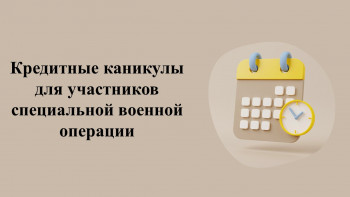 Кредитные каникулы
для участников
специальной военной
операции